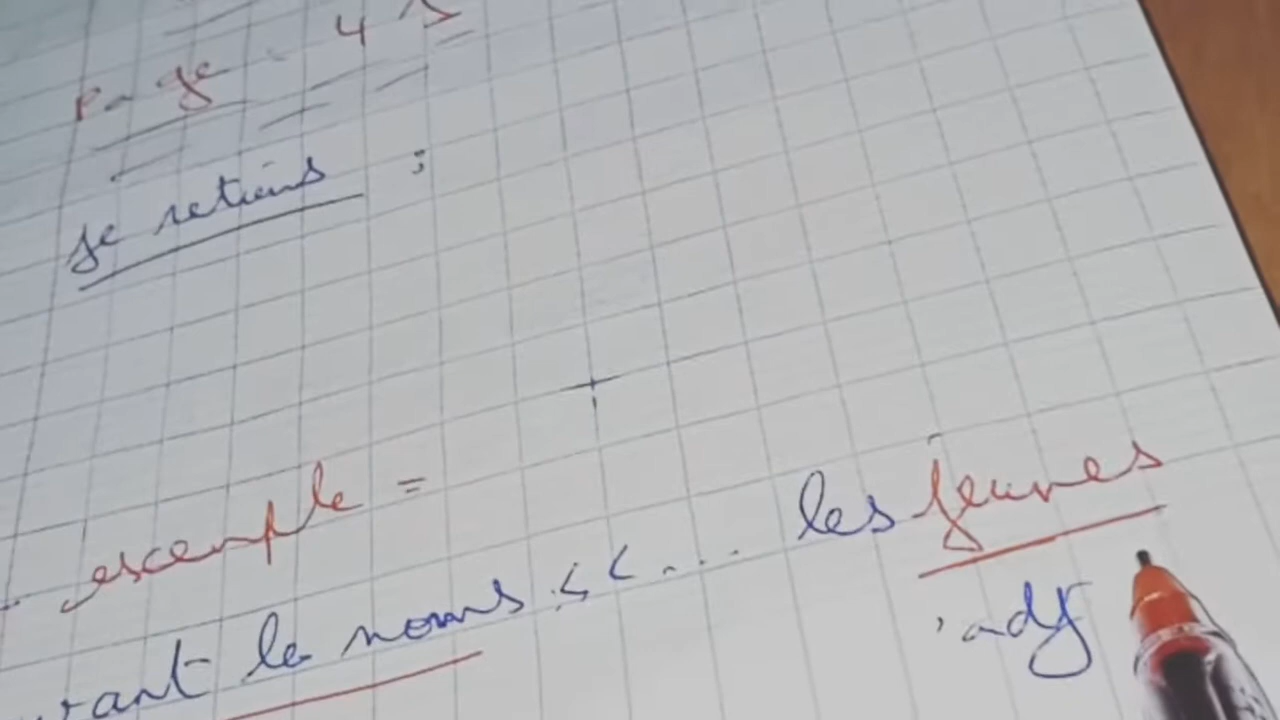 Page : 4
Je retiens :
exemple =
vant le noms << ... les jeunes
adj